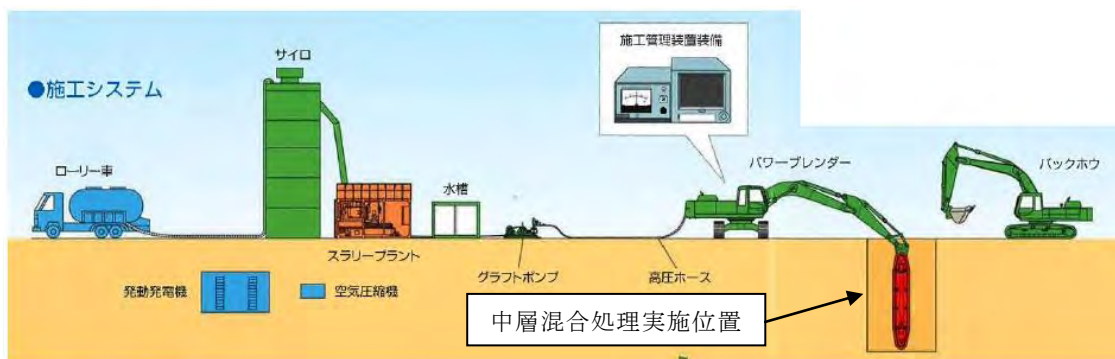 施工管理装置装備
サイロ
●施工システム
パワーブレンダー
バックホウ
ローリー車
水槽
スラリープラント
グラフトポンプ
高圧ホース
発動発電機
空気圧縮機
中層混合処理実施位置